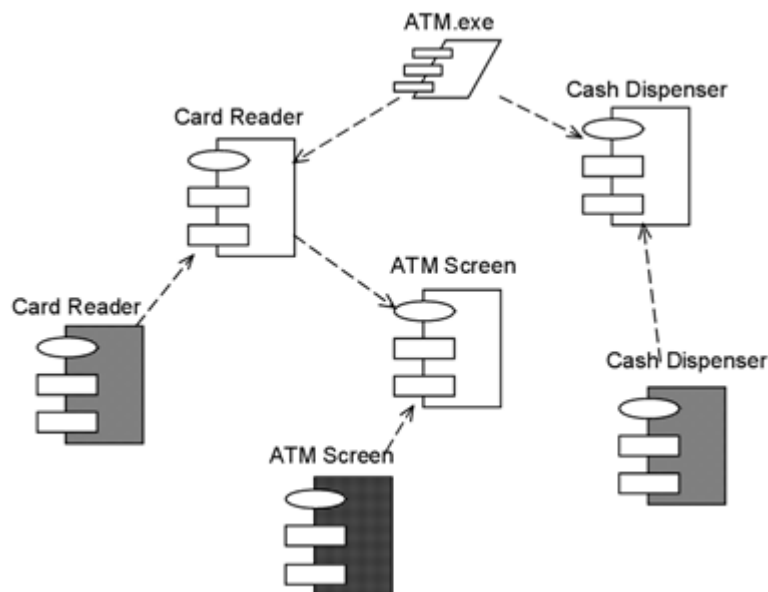 ATM.exe
Cash Dispenser
Card Reader
ATM Screen
Card Reader
Cash Dispenser
ATM Screen